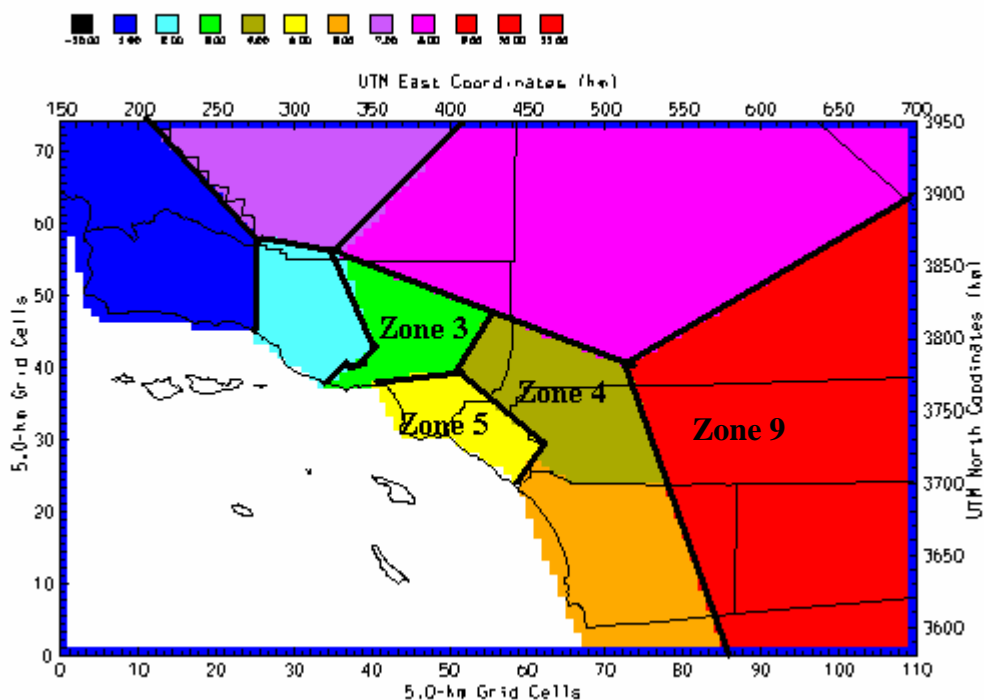 UTM East Coordinates (km)
150 200 250 300 350 400 450 500 550 600 650 700
70
60
50
40
30
20
10
0
5.0-km Grid Cells
3950
3900
3850
3800
3750
3700
3650
3600
UTM North (km)
Zone 3
Zone 4
Zone 5
Zone 9
0 10 20 30 40 50 60 70 80 90 100 110
5.0-km Grid Cells